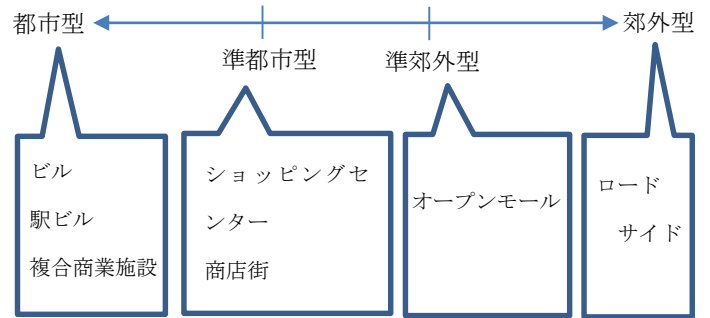 都市型
郊外型
準都市型
準郊外型
ビル
駅ビル
複合商業施設
ショッピングセ
ンター
商店街
オープンモール
ロード
サイド